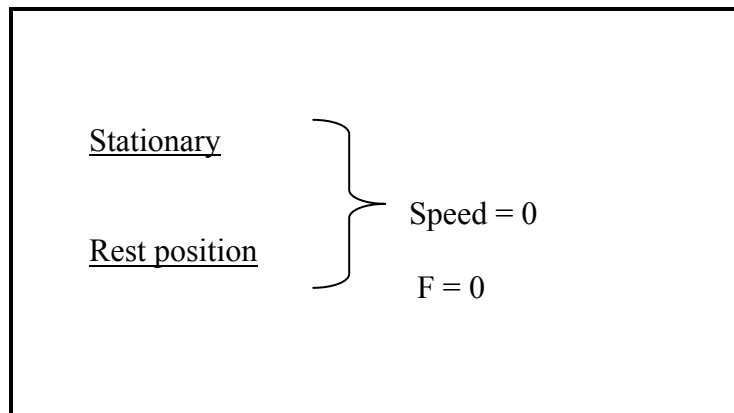 Stationary
Speed = 0
Rest position
F = 0